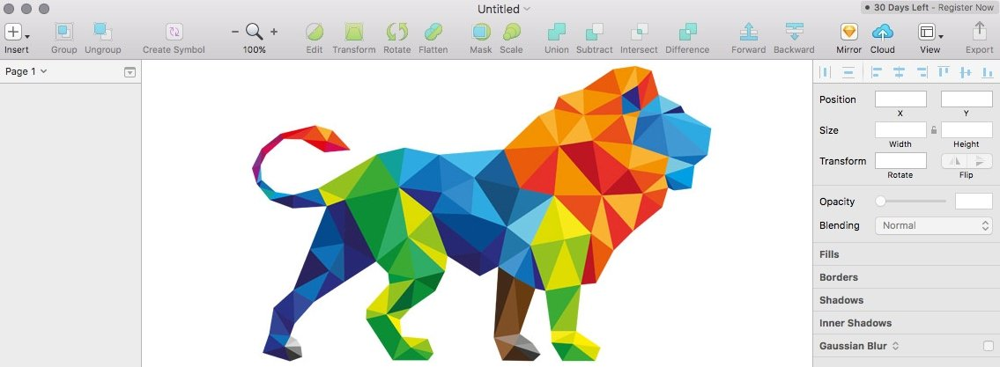 Untitled
30 Days Left - Register Now
Insert Group Ungroup Create Symbol 100% Edit Transform Rotate Flatten Mask Scale Union Subtract Intersect Difference Forward Backward Mirror Cloud View Export
Page 1
Position
X Y
Size
Width Height
Transform
Rotate Flip
Opacity
Blending Normal
Fills
Borders
Shadows
Inner Shadows
Gaussian Blur